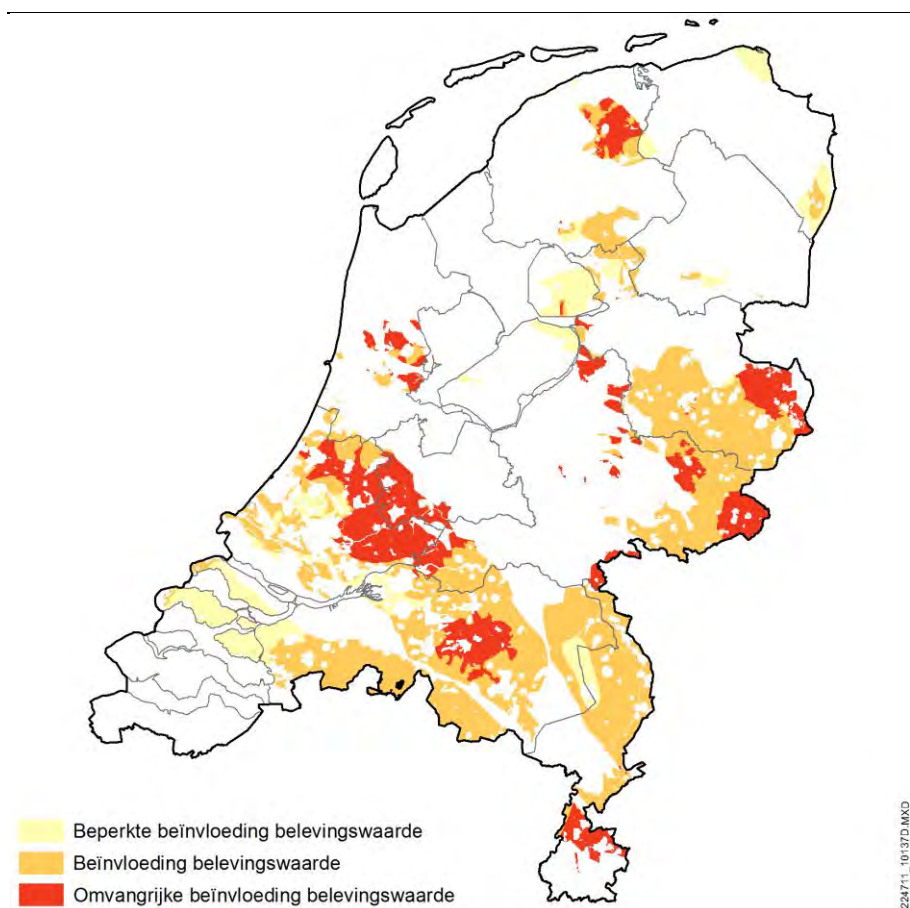 Beperkte beïnvloeding belevingswaarde
Beïnvloeding belevingswaarde
Omvangrijke beïnvloeding belevingswaarde
224711_10137D.MXD